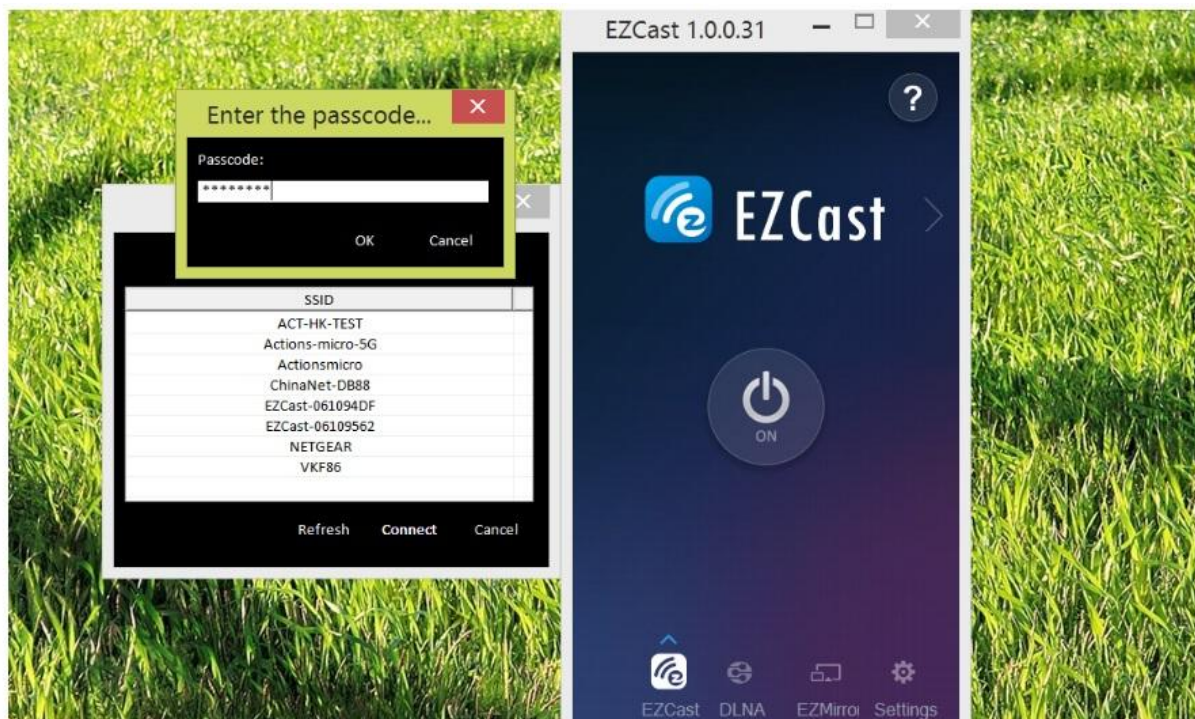 EZCast 1.0.0.31
Enter the passcode...
Passcode:
********
OK Cancel
SSID
ACT-HK-TEST
Actions-micro-5G
Actionsmicro
ChinaNet-DB88
EZCast-061094DF
EZCast-06109562
NETGEAR
VKF86
Refresh Connect Cancel
?
EZCast
ON
EZCast DLNA EZMirror Settings